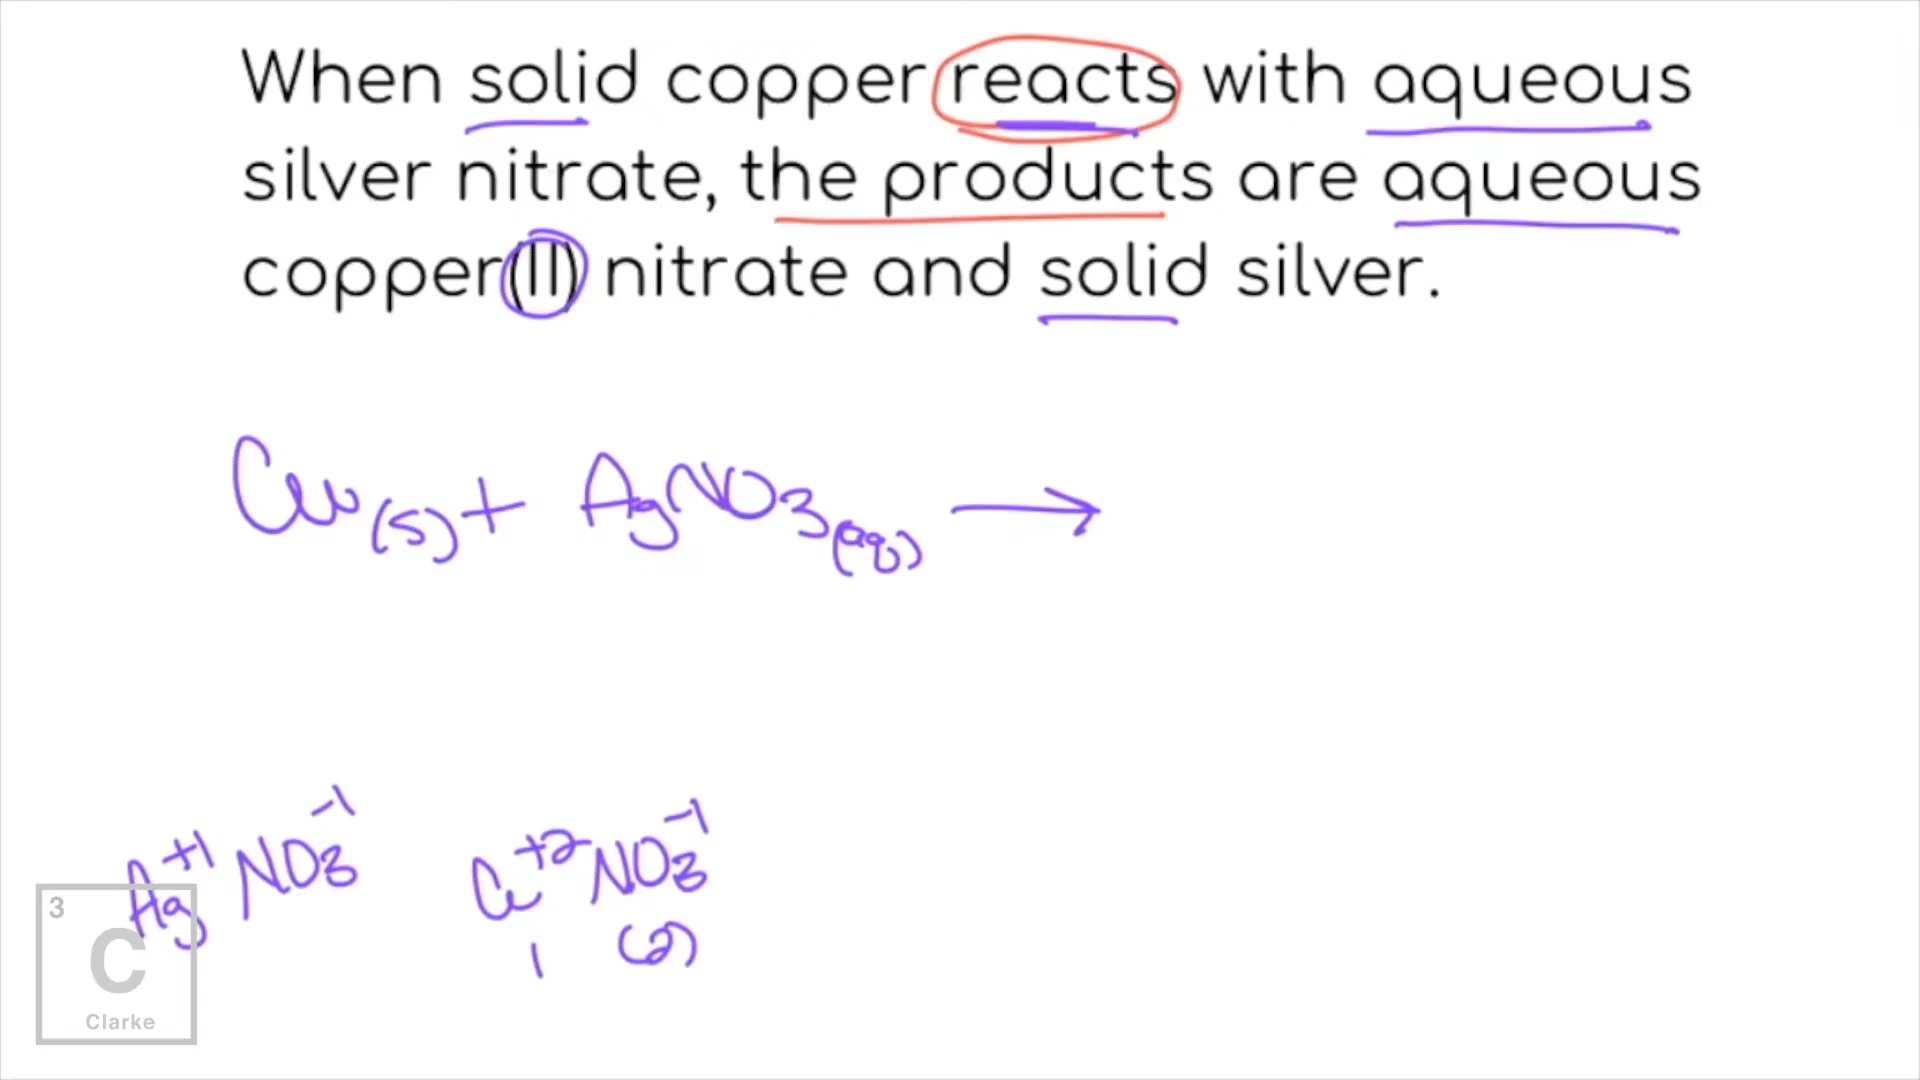 When solid copper reacts with aqueous
silver nitrate, the products are aqueous
copper(II) nitrate and solid silver.
Cu(s) + AgNO3(aq) →
Ag+1 NO3-1 Cu+2 NO3-1
1 (2)
3
C
Clarke